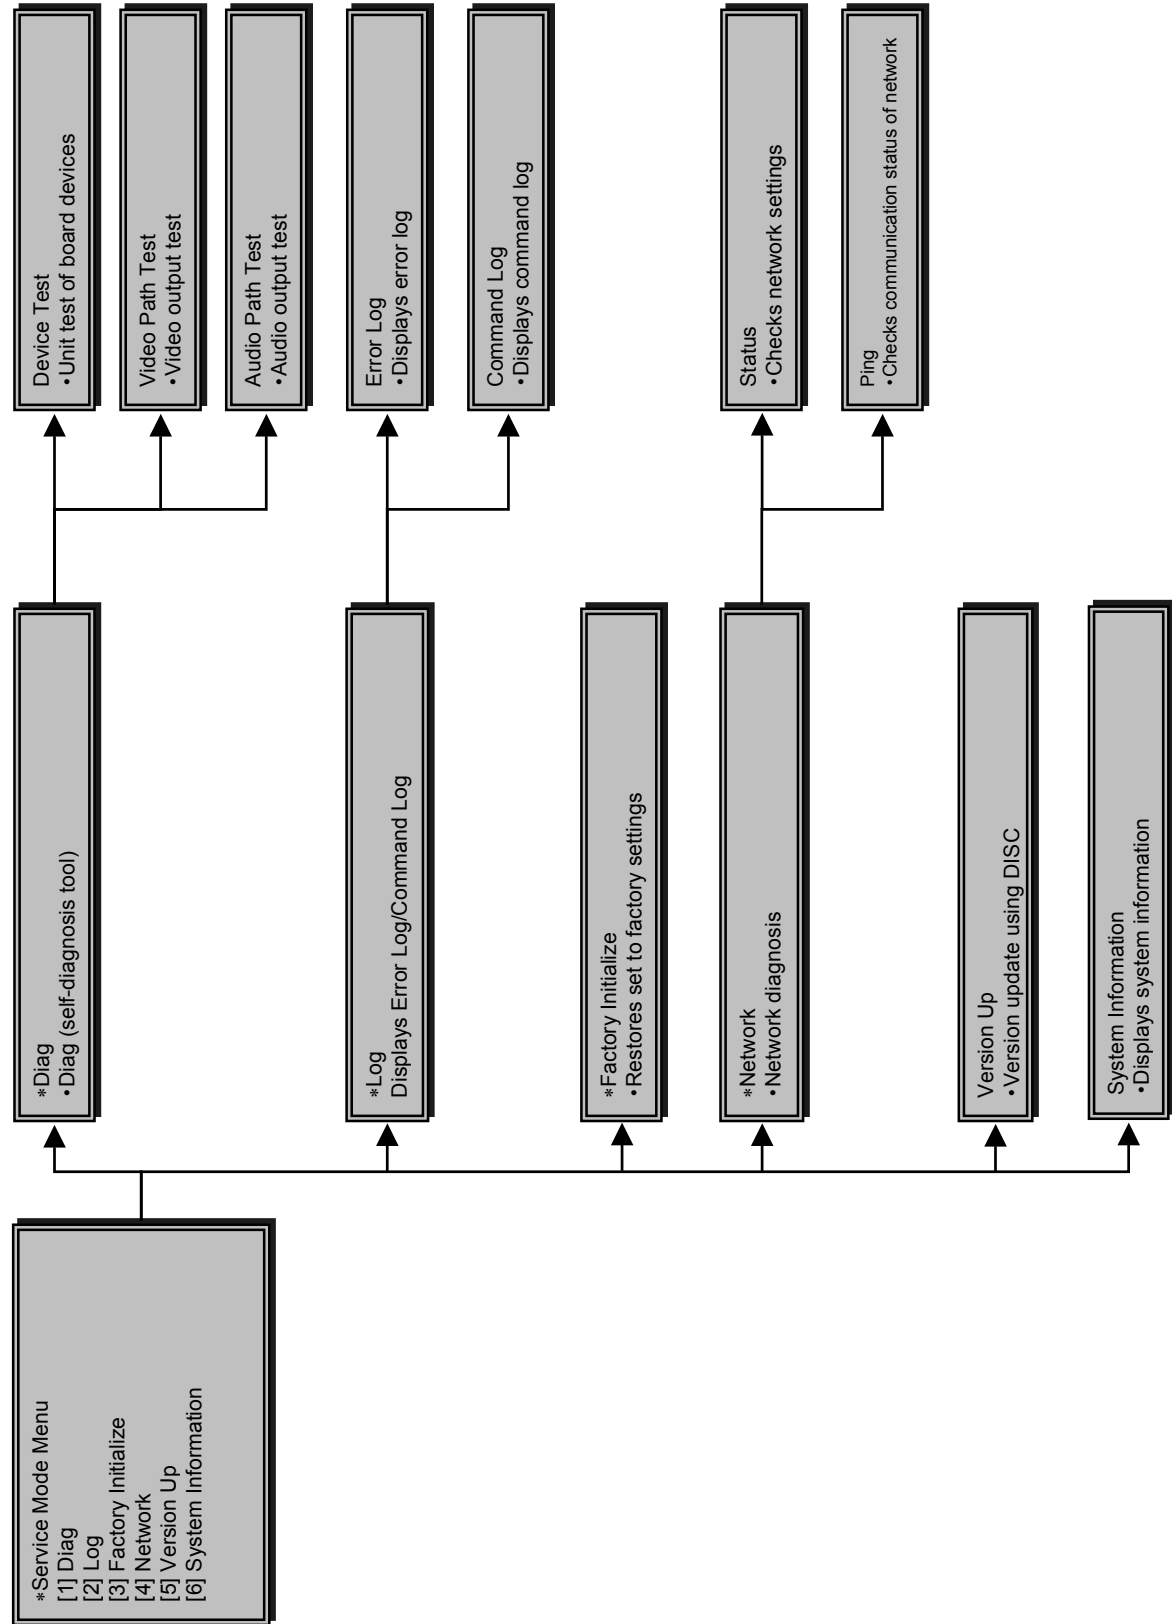 *Service Mode Menu
[1] Diag
[2] Log
[3] Factory Initialize
[4] Network
[5] Version Up
[6] System Information
*Diag
•Diag (self-diagnosis tool)
*Log
Displays Error Log/Command Log
*Factory Initialize
•Restores set to factory settings
*Network
•Network diagnosis
Version Up
•Version update using DISC
System Information
•Displays system information
Device Test
•Unit test of board devices
Video Path Test
•Video output test
Audio Path Test
•Audio output test
Error Log
•Displays error log
Command Log
•Displays command log
Status
•Checks network settings
Ping
•Checks communication status of network